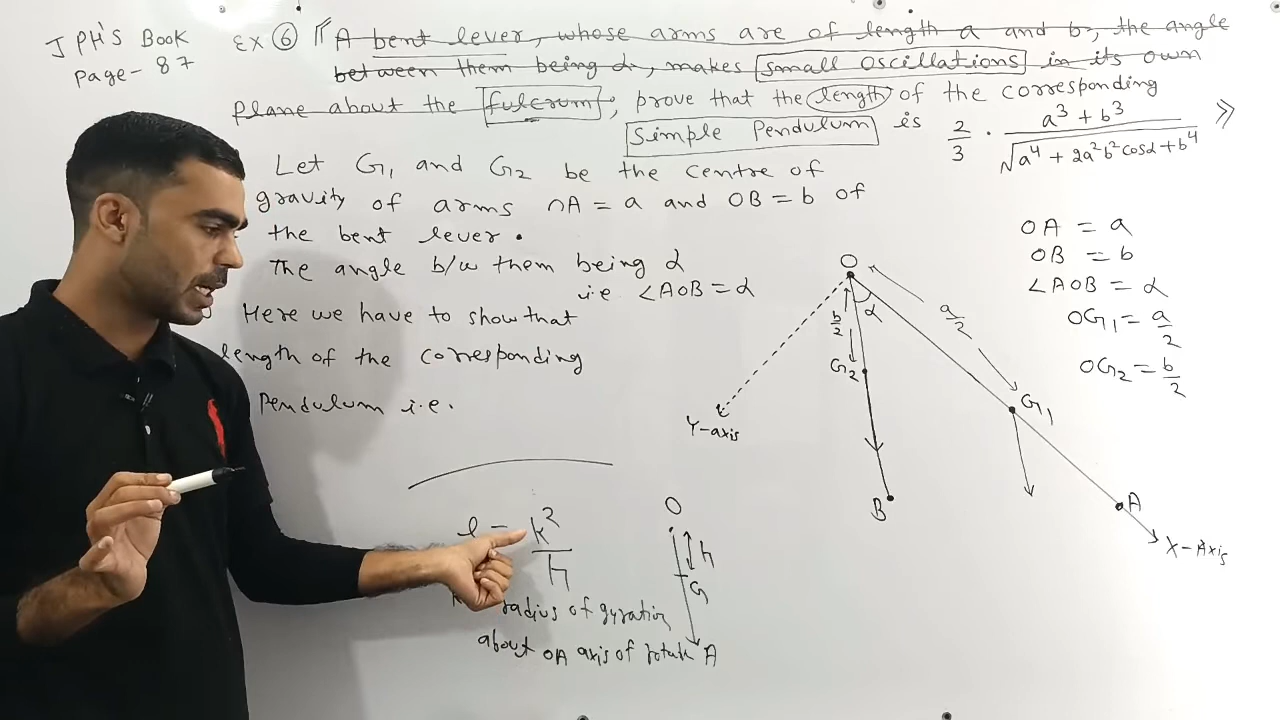 J PH'S Book
Page- 87
Ex ⑥ A bent lever, whose arms are of length a and b, the angle
between them being α, makes small oscillations in its own
plane about the fulcrum, prove that the length of the corresponding
simple pendulum is 2/3 · (a³ + b³)/√(a⁴ + 2a²b² cosα + b⁴)
Let G₁ and G₂ be the centre of
gravity of arms OA = a and OB = b of
the bent lever.
The angle b/w them being α
i.e. ∠AOB = α
Here we have to show that
length of the corresponding
Pendulum i.e.
l = k²/h
radius of gyration
about OA axis of
O
h
G
A
OA = a
OB = b
∠AOB = α
OG₁ = a/2
OG₂ = b/2
O
α
a/2
b/2
G₂
G₁
Y-axis
B
A
X-Axis